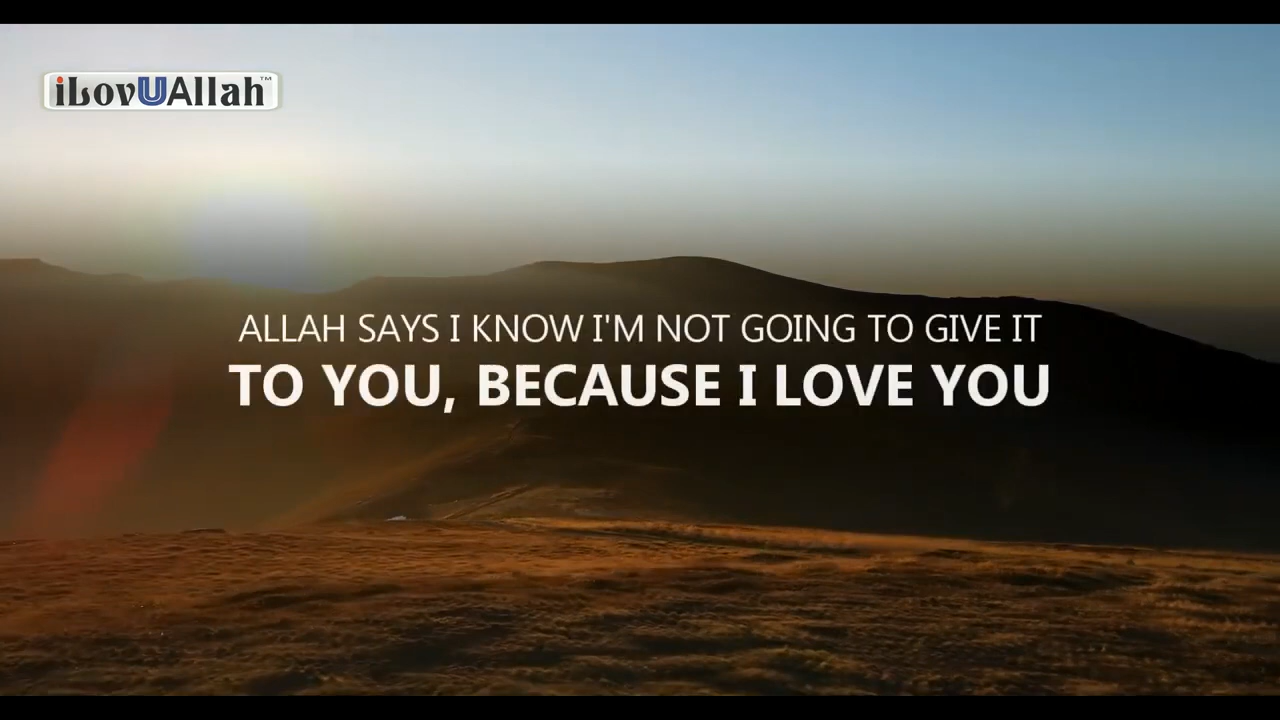 iLovUAllah™
ALLAH SAYS I KNOW I'M NOT GOING TO GIVE IT
TO YOU, BECAUSE I LOVE YOU